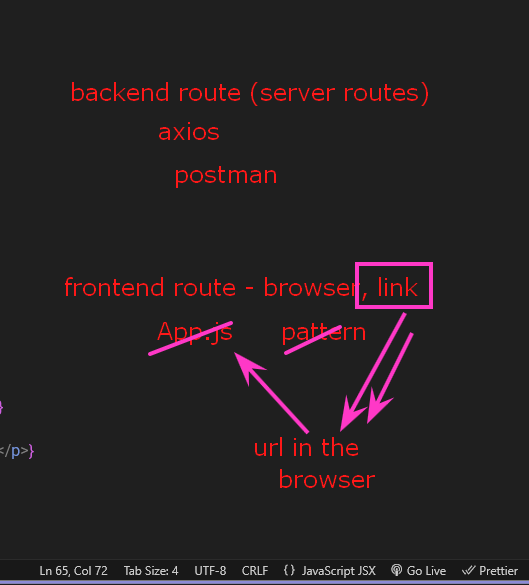 backend route (server routes)
axios
postman
frontend route - browser, link
App.js pattern
}
</p>}
url in the
browser
Ln 65, Col 72 Tab Size: 4 UTF-8 CRLF {} JavaScript JSX Go Live Prettier